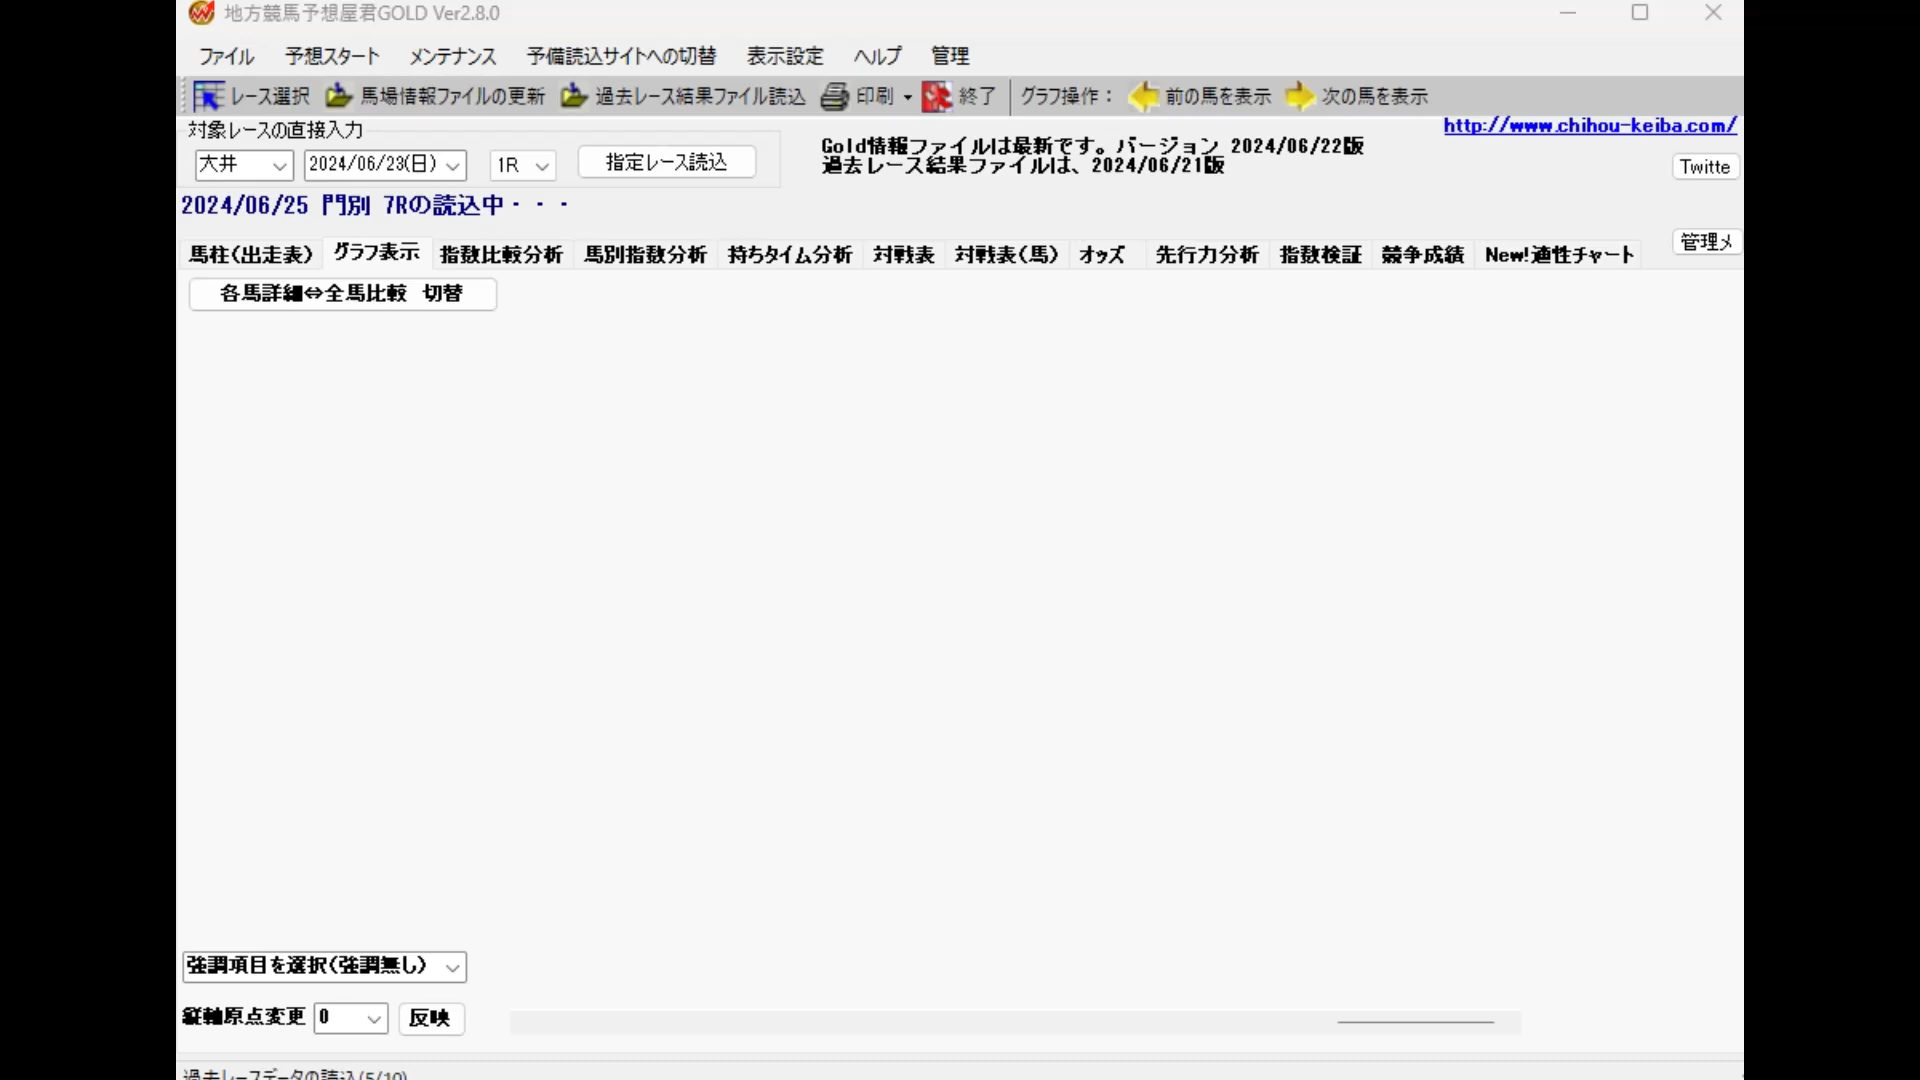 地方競馬予想屋君GOLD Ver2.8.0
ファイル 予想スタート メンテナンス 予備読込サイトへの切替 表示設定 ヘルプ 管理
レース選択 馬場情報ファイルの更新 過去レース結果ファイル読込 印刷 終了 グラフ操作： 前の馬を表示 次の馬を表示
対象レースの直接入力
http://www.chihou-keiba.com/
大井 2024/06/23(日) 1R 指定レース読込
Gold情報ファイルは最新です。バージョン 2024/06/22版
過去レース結果ファイルは、2024/06/21版
Twitte
2024/06/25 門別 7Rの読込中・・・
管理メ
馬柱(出走表) グラフ表示 指数比較分析 馬別指数分析 持ちタイム分析 対戦表 対戦表(馬) オッズ 先行力分析 指数検証 競争成績 New!適性チャート
各馬詳細⇔全馬比較 切替
強調項目を選択(強調無し)
縦軸原点変更 0 反映
過去レースデータの読込(5/10)